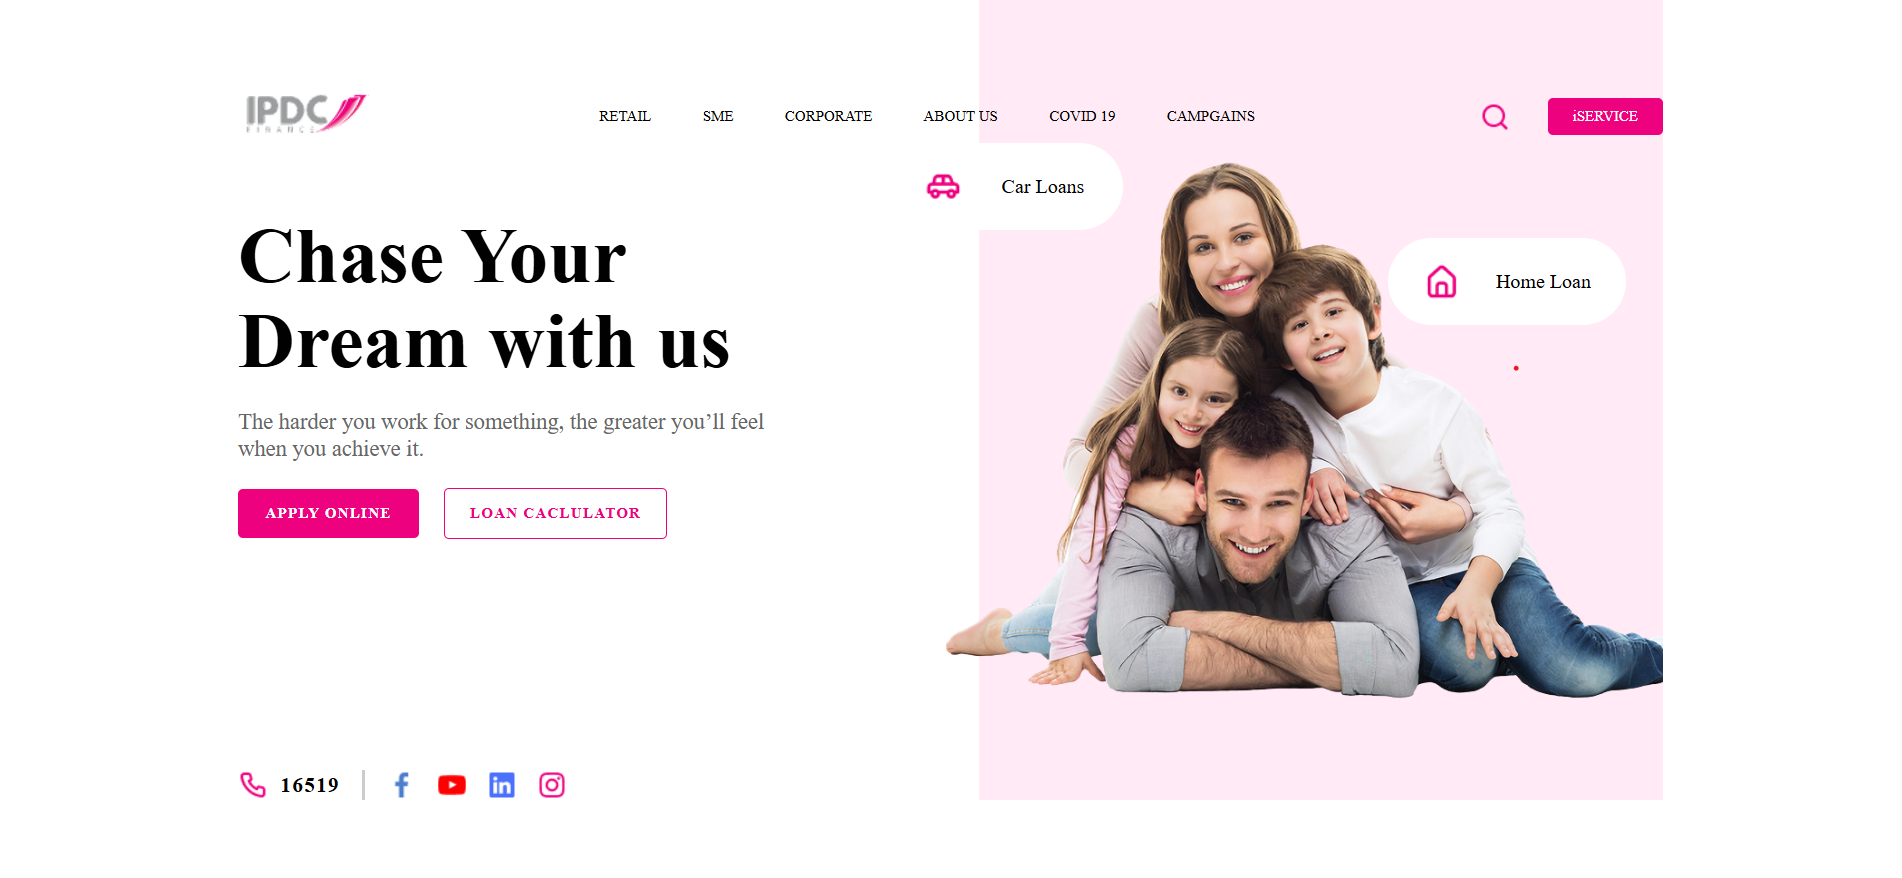 IPDC
FINANCE
RETAIL SME CORPORATE ABOUT US COVID 19 CAMPGAINS iSERVICE
Car Loans
Home Loan
Chase Your
Dream with us
The harder you work for something, the greater you’ll feel
when you achieve it.
APPLY ONLINE LOAN CACLULATOR
16519